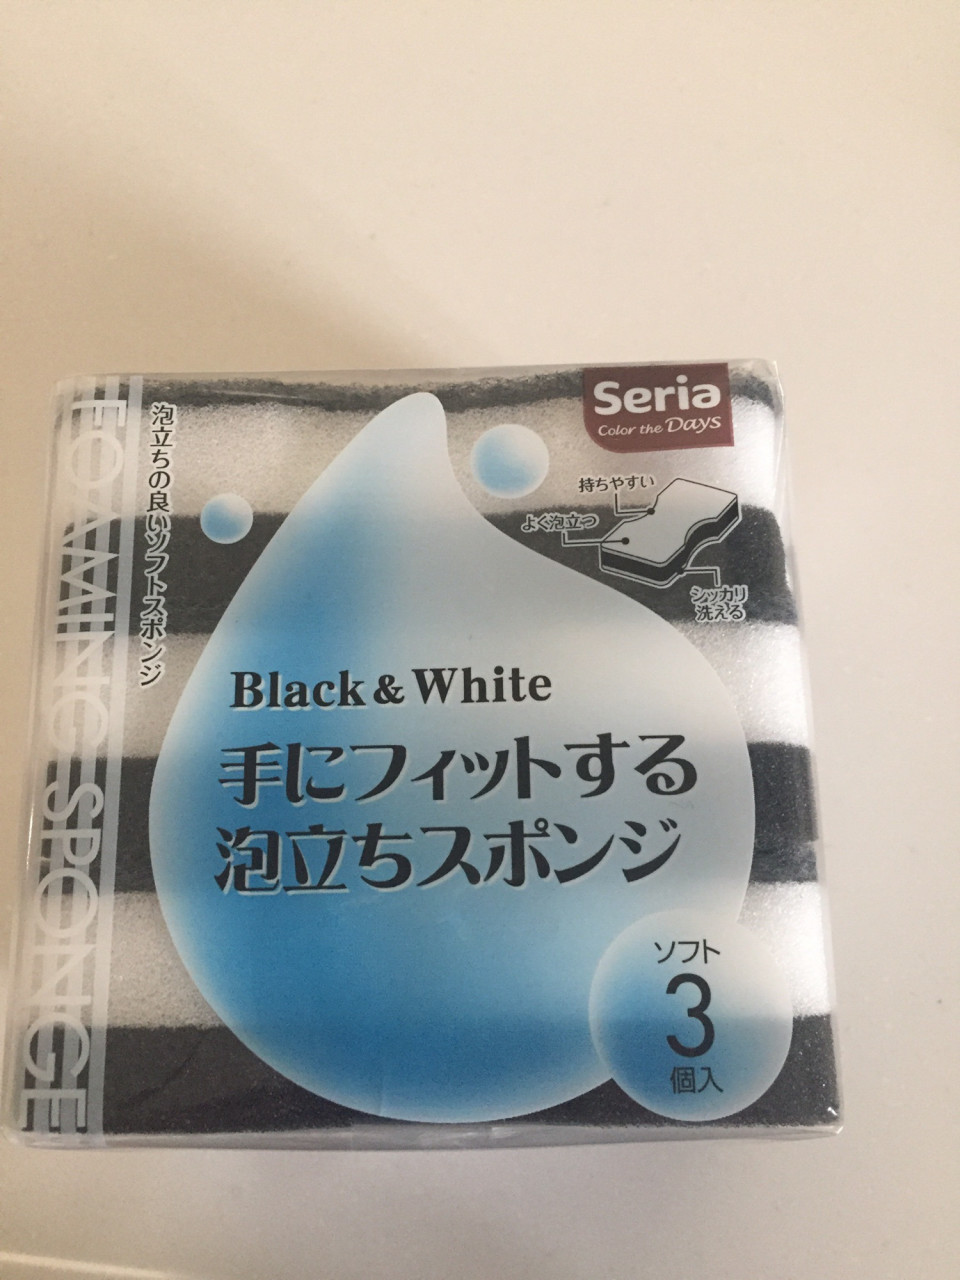 Seria
Color the Days
FOAMING SPONGE
泡立ちの良いソフトスポンジ
持ちやすい
よく泡立つ
シッカリ
洗える
Black & White
手にフィットする
泡立ちスポンジ
ソフト
3
個入